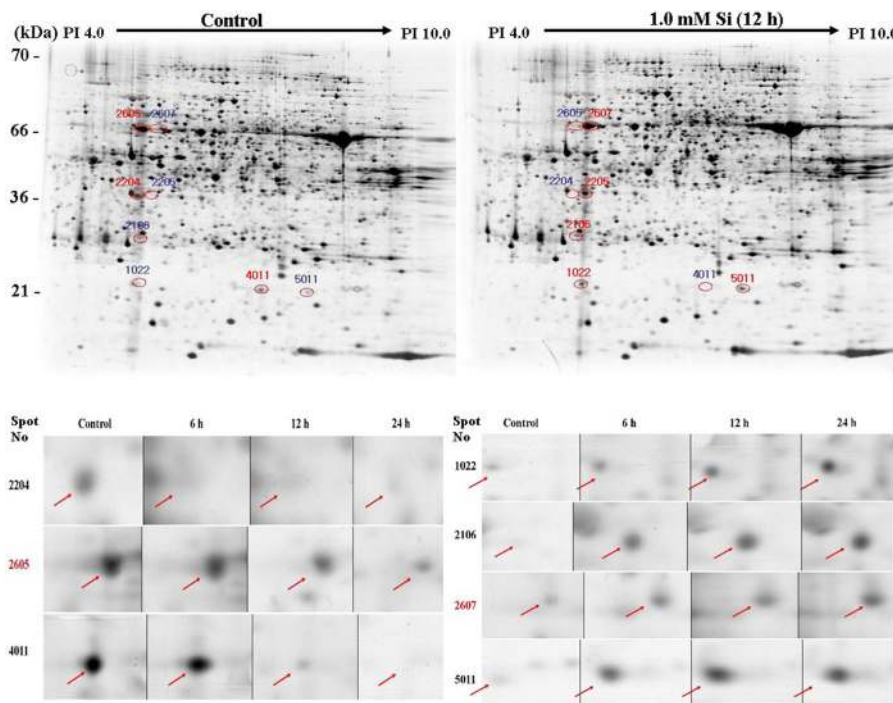 Control
1.0 mM Si (12 h)
(kDa) PI 4.0 PI 10.0
PI 4.0 PI 10.0
70 -
66 -
36 -
21 -
2605 2607
2204 2205
2106
1022
4011
5011
2605 2607
2204 2205
2106
1022
4011
5011
Spot No
Control 6 h 12 h 24 h
2204
2605
4011
Spot No
Control 6 h 12 h 24 h
1022
2106
2607
5011